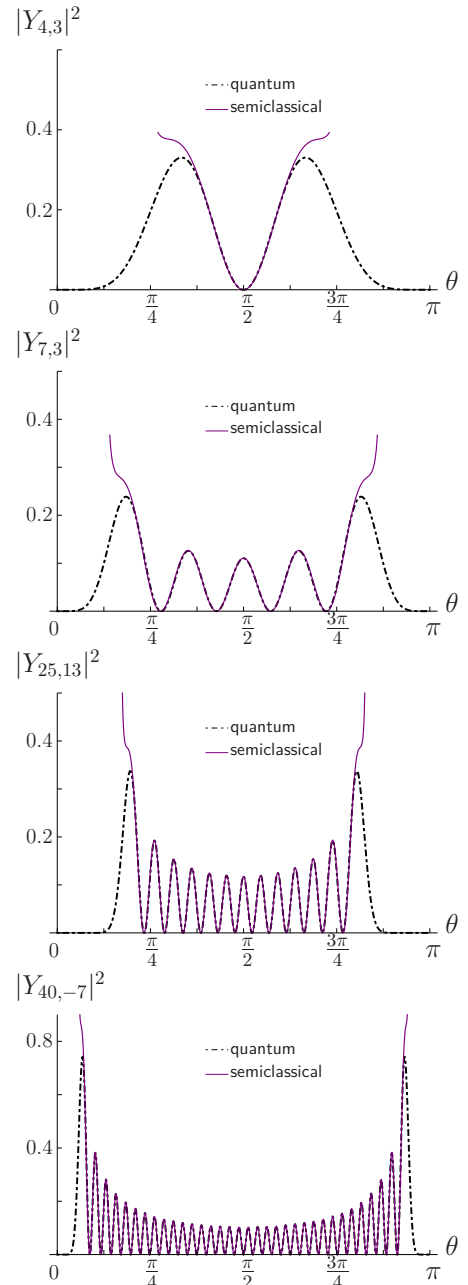 |Y₄,₃|²
quantum
semiclassical
0.4
0.2
0 π/4 π/2 3π/4 π θ
|Y₇,₃|²
quantum
semiclassical
0.4
0.2
0 π/4 π/2 3π/4 π θ
|Y₂₅,₁₃|²
quantum
semiclassical
0.4
0.2
0 π/4 π/2 3π/4 π θ
|Y₄₀,₋₇|²
quantum
semiclassical
0.8
0.4
0 π/4 π/2 3π/4 π θ